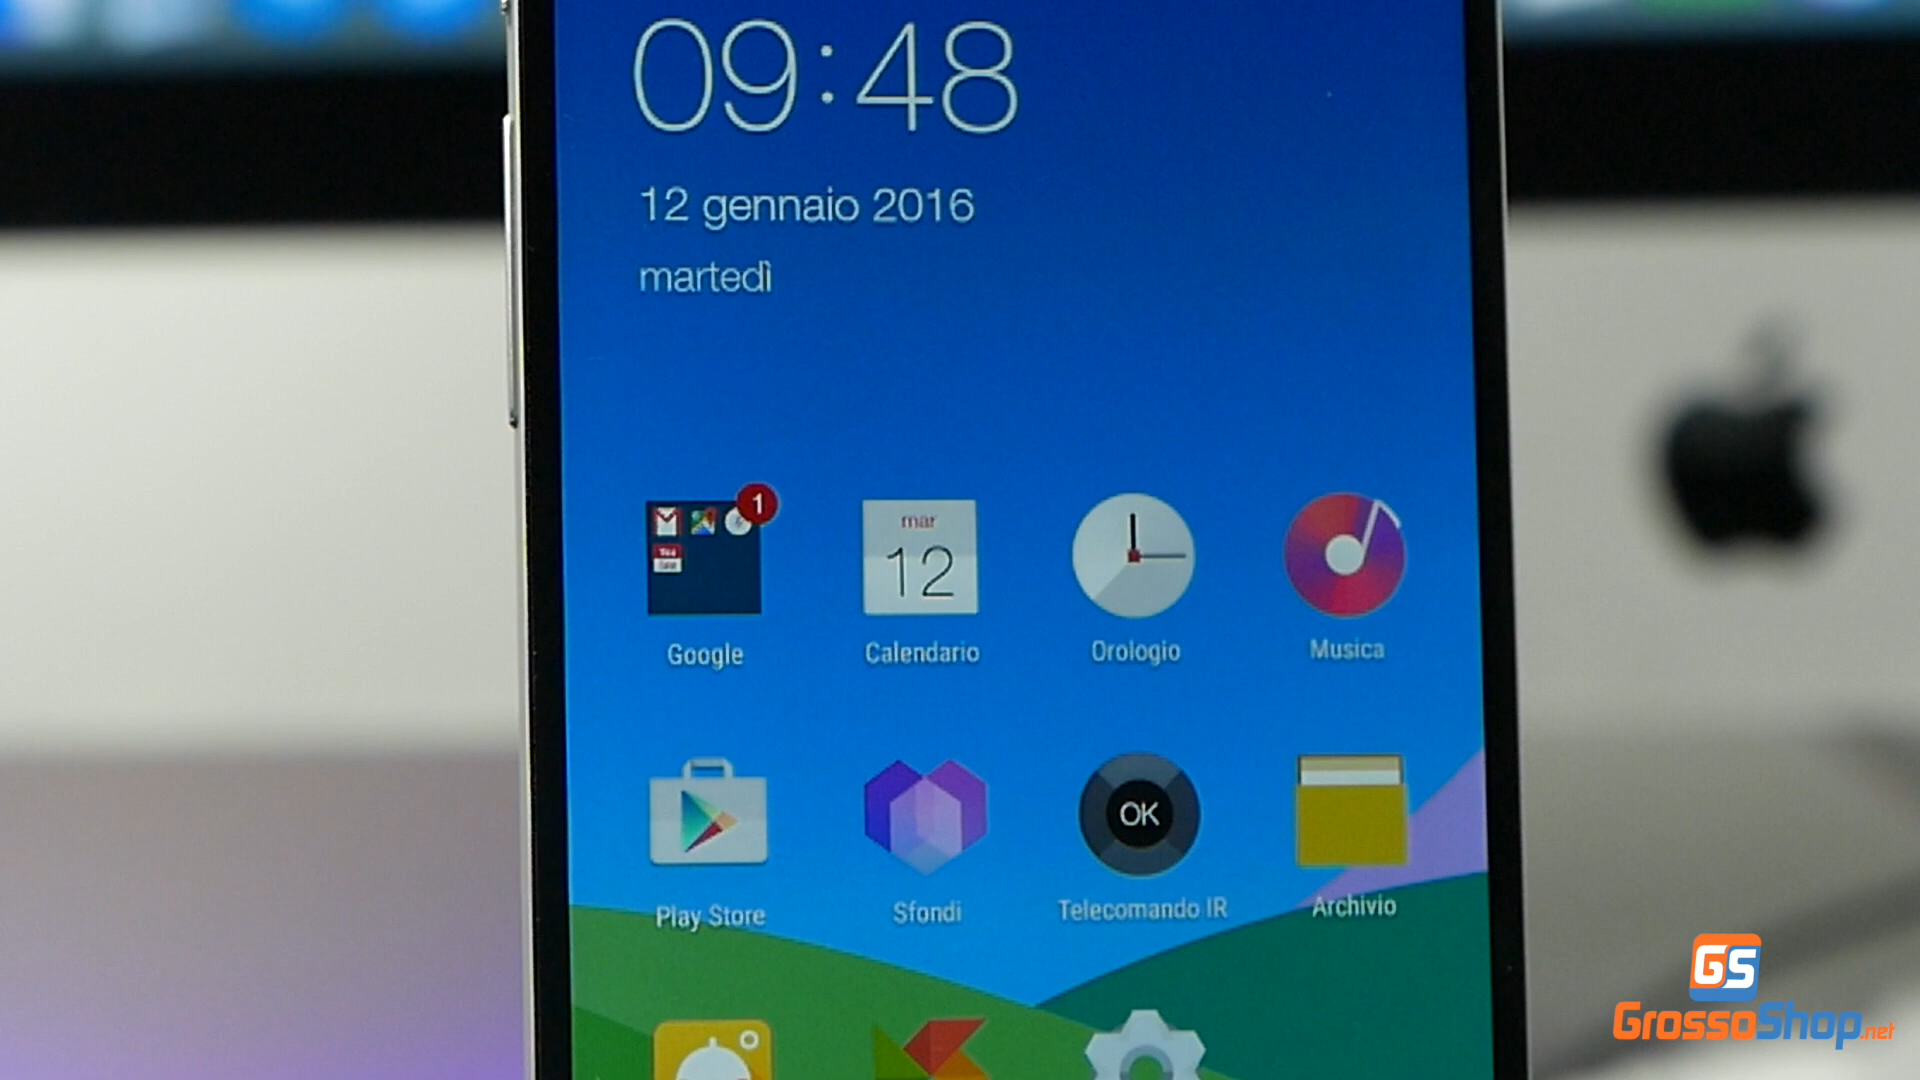 09:48
12 gennaio 2016
martedì
1
mar
12
Google
Calendario
Orologio
Musica
OK
Play Store
Sfondi
Telecomando IR
Archivio
GS
GrossoShop.net